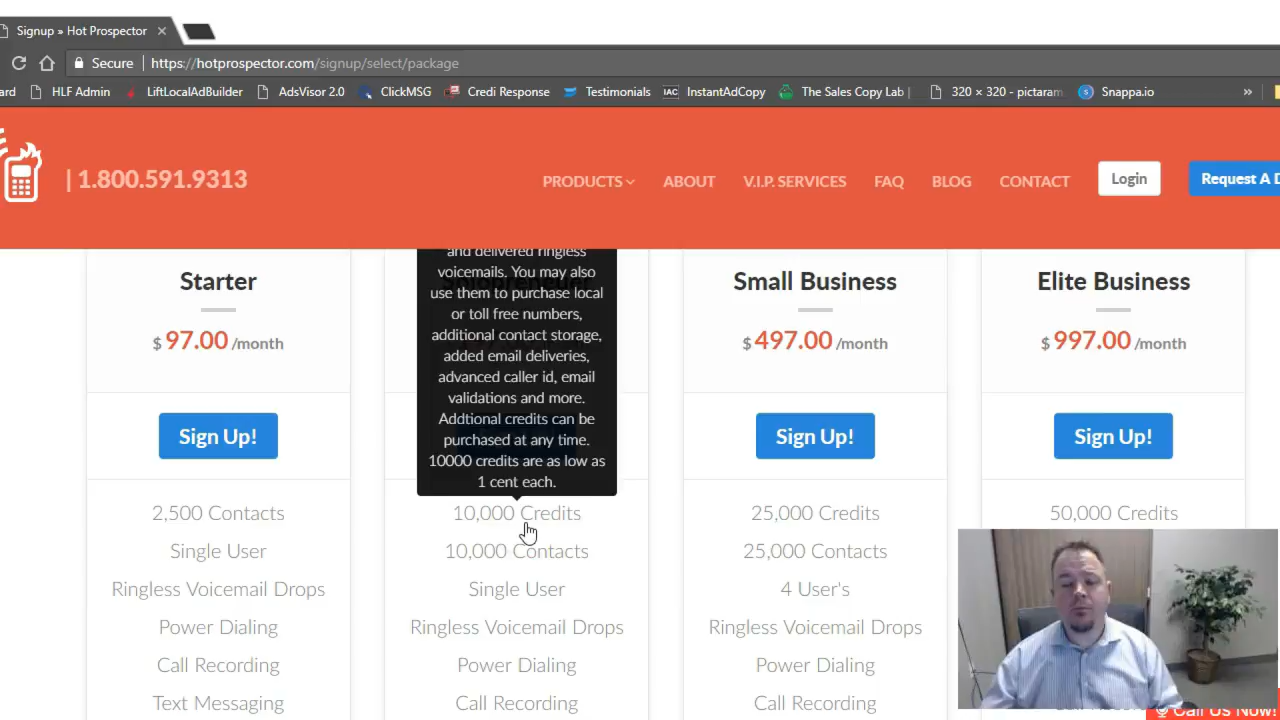 Signup » Hot Prospector
Secure | https://hotprospector.com/signup/select/package
ard HLF Admin LiftLocalAdBuilder AdsVisor 2.0 ClickMSG Credi Response Testimonials IAC InstantAdCopy The Sales Copy Lab | 320 × 320 - pictaram Snappa.io »
| 1.800.591.9313 PRODUCTS ABOUT V.I.P. SERVICES FAQ BLOG CONTACT Login Request A D
and delivered ringless
voicemails. You may also
use them to purchase local
or toll free numbers,
additional contact storage,
added email deliveries,
advanced caller id, email
validations and more.
Addtional credits can be
purchased at any time.
10000 credits are as low as
1 cent each.
Starter Small Business Elite Business
$ 97.00 /month $ 497.00 /month $ 997.00 /month
Sign Up! Sign Up! Sign Up!
2,500 Contacts 10,000 Credits 25,000 Credits 50,000 Credits
Single User 10,000 Contacts 25,000 Contacts
Ringless Voicemail Drops Single User 4 User's
Power Dialing Ringless Voicemail Drops Ringless Voicemail Drops
Call Recording Power Dialing Power Dialing
Text Messaging Call Recording Call Recording
Call Us Now!